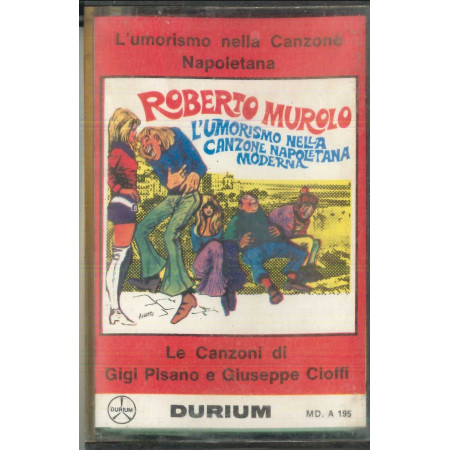 L'umorismo nella Canzone
Napoletana
ROBERTO MUROLO
L'UMORISMO NELLA
CANZONE NAPOLETANA
MODERNA
Le Canzoni di
Gigi Pisano e Giuseppe Cioffi
DURIUM
DURIUM
MD. A 195